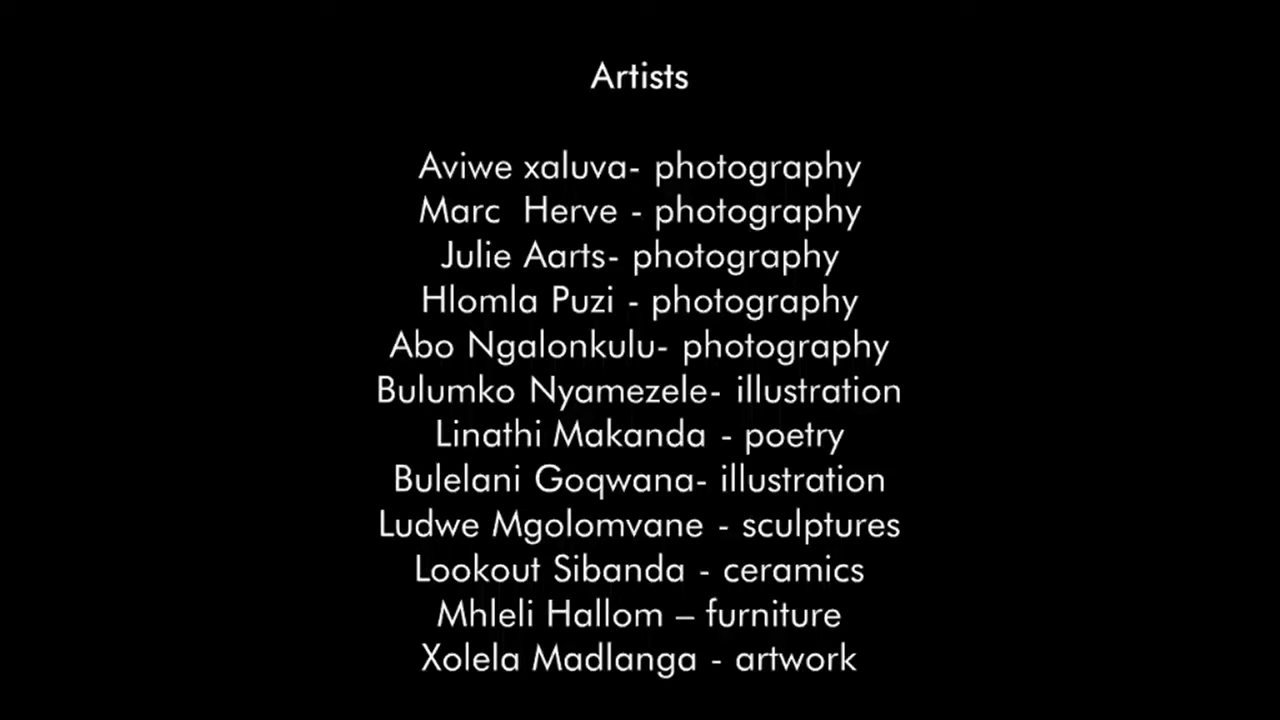 Artists
Aviwe xaluva- photography
Marc  Herve - photography
Julie Aarts- photography
Hlomla Puzi - photography
Abo Ngalonkulu- photography
Bulumko Nyamezele- illustration
Linathi Makanda - poetry
Bulelani Goqwana- illustration
Ludwe Mgolomvane - sculptures
Lookout Sibanda - ceramics
Mhleli Hallom – furniture
Xolela Madlanga - artwork